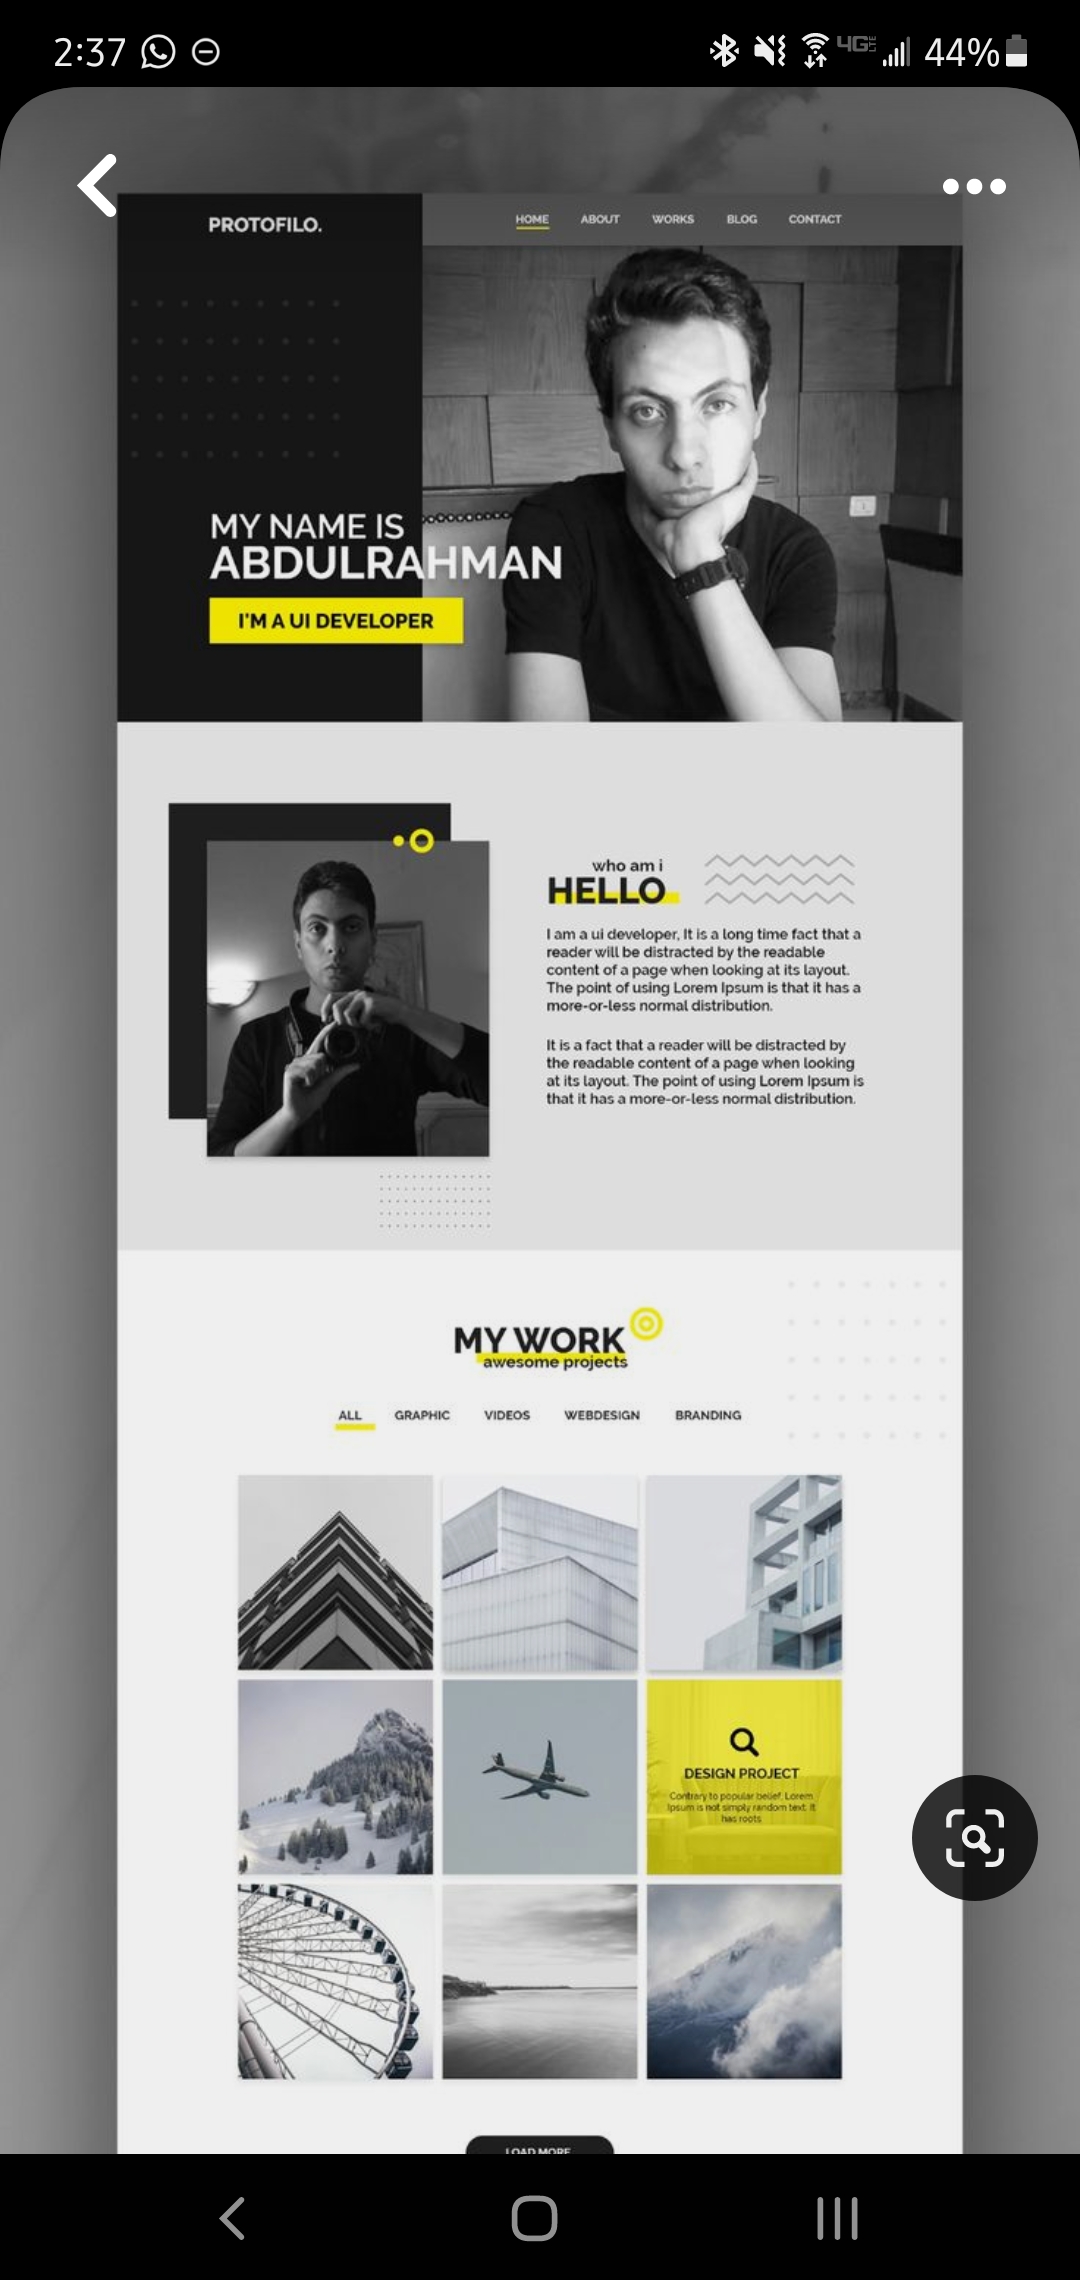 2:37
4G LTE
44%
PROTOFILO.
HOME ABOUT WORKS BLOG CONTACT
MY NAME IS
ABDULRAHMAN
I'M A UI DEVELOPER
who am i
HELLO
I am a ui developer, It is a long time fact that a
reader will be distracted by the readable
content of a page when looking at its layout.
The point of using Lorem Ipsum is that it has a
more-or-less normal distribution.
It is a fact that a reader will be distracted by
the readable content of a page when looking
at its layout. The point of using Lorem Ipsum is
that it has a more-or-less normal distribution.
MY WORK
awesome projects
ALL GRAPHIC VIDEOS WEBDESIGN BRANDING
DESIGN PROJECT
Contrary to popular belief, Lorem
Ipsum is not simply random text. It
has roots
LOAD MORE